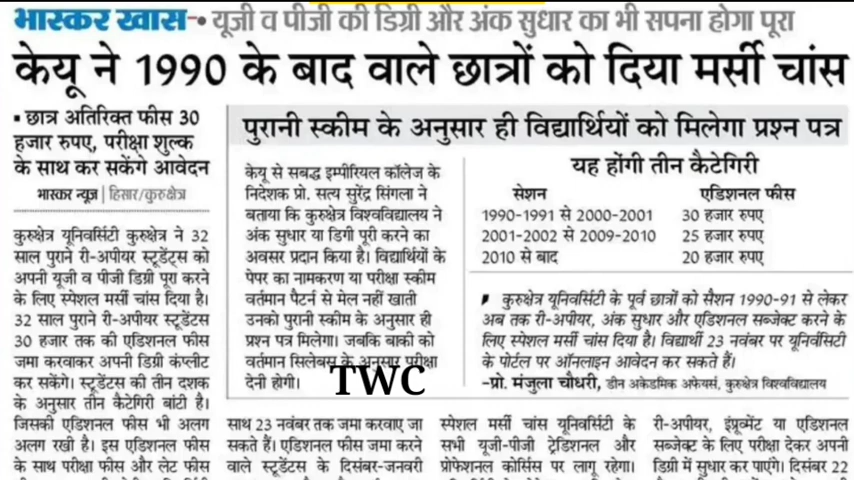 भास्कर खास • यूजी व पीजी की डिग्री और अंक सुधार का भी सपना होगा पूरा
केयू ने 1990 के बाद वाले छात्रों को दिया मर्सी चांस
▪ छात्र अतिरिक्त फीस 30
हजार रुपए, परीक्षा शुल्क
के साथ कर सकेंगे आवेदन
भास्कर न्यूज | हिसार/कुरुक्षेत्र
कुरुक्षेत्र यूनिवर्सिटी कुरुक्षेत्र ने 32
साल पुराने री-अपीयर स्टूडेंट्स को
अपनी यूजी व पीजी डिग्री पूरा करने
के लिए स्पेशल मर्सी चांस दिया है।
32 साल पुराने री-अपीयर स्टूडेंटस
30 हजार तक की एडिशनल फीस
जमा करवाकर अपनी डिग्री कंप्लीट
कर सकेंगे। स्टूडेंटस की तीन दशक
के अनुसार तीन कैटेगिरी बांटी है।
जिसकी एडिशनल फीस भी अलग
अलग रखी है। इस एडिशनल फीस
के साथ परीक्षा फीस और लेट फीस
पुरानी स्कीम के अनुसार ही विद्यार्थियों को मिलेगा प्रश्न पत्र
केयू से सबद्ध इम्पीरियल कॉलेज के
निदेशक प्रो. सत्य सुरेंद्र सिंगला ने
बताया कि कुरुक्षेत्र विश्वविद्यालय ने
अंक सुधार या डिगी पूरी करने का
अवसर प्रदान किया है। विद्यार्थियों के
पेपर का नामकरण या परीक्षा स्कीम
वर्तमान पैटर्न से मेल नहीं खाती
उनको पुरानी स्कीम के अनुसार ही
प्रश्न पत्र मिलेगा। जबकि बाकी को
वर्तमान सिलेबस के अनुसार परीक्षा
देनी होगी।
TWC
यह होंगी तीन कैटेगिरी
सेशन एडिशनल फीस
1990-1991 से 2000-2001 30 हजार रुपए
2001-2002 से 2009-2010 25 हजार रुपए
2010 से बाद 20 हजार रुपए
▪ कुरुक्षेत्र यूनिवर्सिटी के पूर्व छात्रों को सैशन 1990-91 से लेकर
अब तक री-अपीयर, अंक सुधार और एडिशनल सब्जेक्ट करने के
लिए स्पेशल मर्सी चांस दिया है। विद्यार्थी 23 नवंबर पर यूनिर्वसिटी
के पोर्टल पर ऑनलाइन आवेदन कर सकते हैं।
-प्रो. मंजुला चौधरी, डीन अकेडमिक अफेयर्स, कुरुक्षेत्र विश्वविद्यालय
साथ 23 नवंबर तक जमा करवाए जा
सकते हैं। एडिशनल फीस जमा करने
वाले स्टूडेंटस के दिसंबर-जनवरी
स्पेशल मर्सी चांस यूनिवर्सिटी के
सभी यूजी-पीजी ट्रेडिशनल और
प्रोफेशनल कोर्सिस पर लागू रहेगा।
री-अपीयर, इंप्रूवमेंट या एडिशनल
सब्जेक्ट के लिए परीक्षा देकर अपनी
डिग्री में सुधार कर पाएंगे। दिसंबर 22